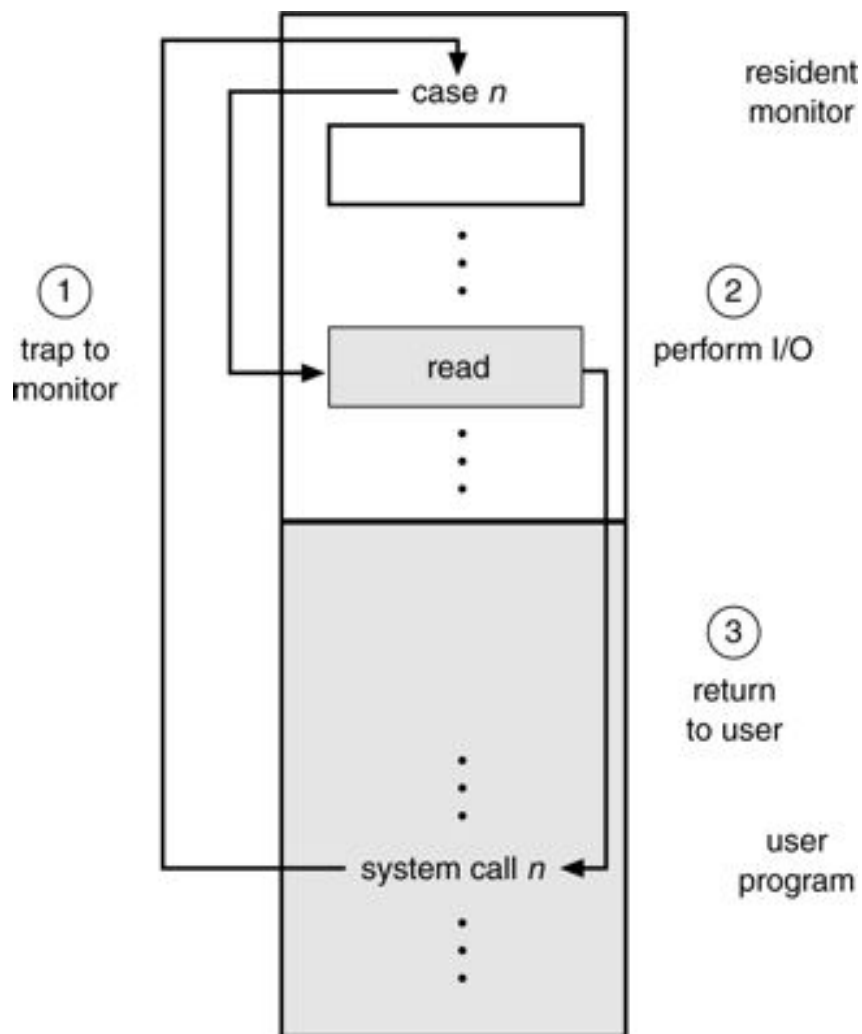 case n
resident
monitor
1
trap to
monitor
2
perform I/O
read
3
return
to user
system call n
user
program